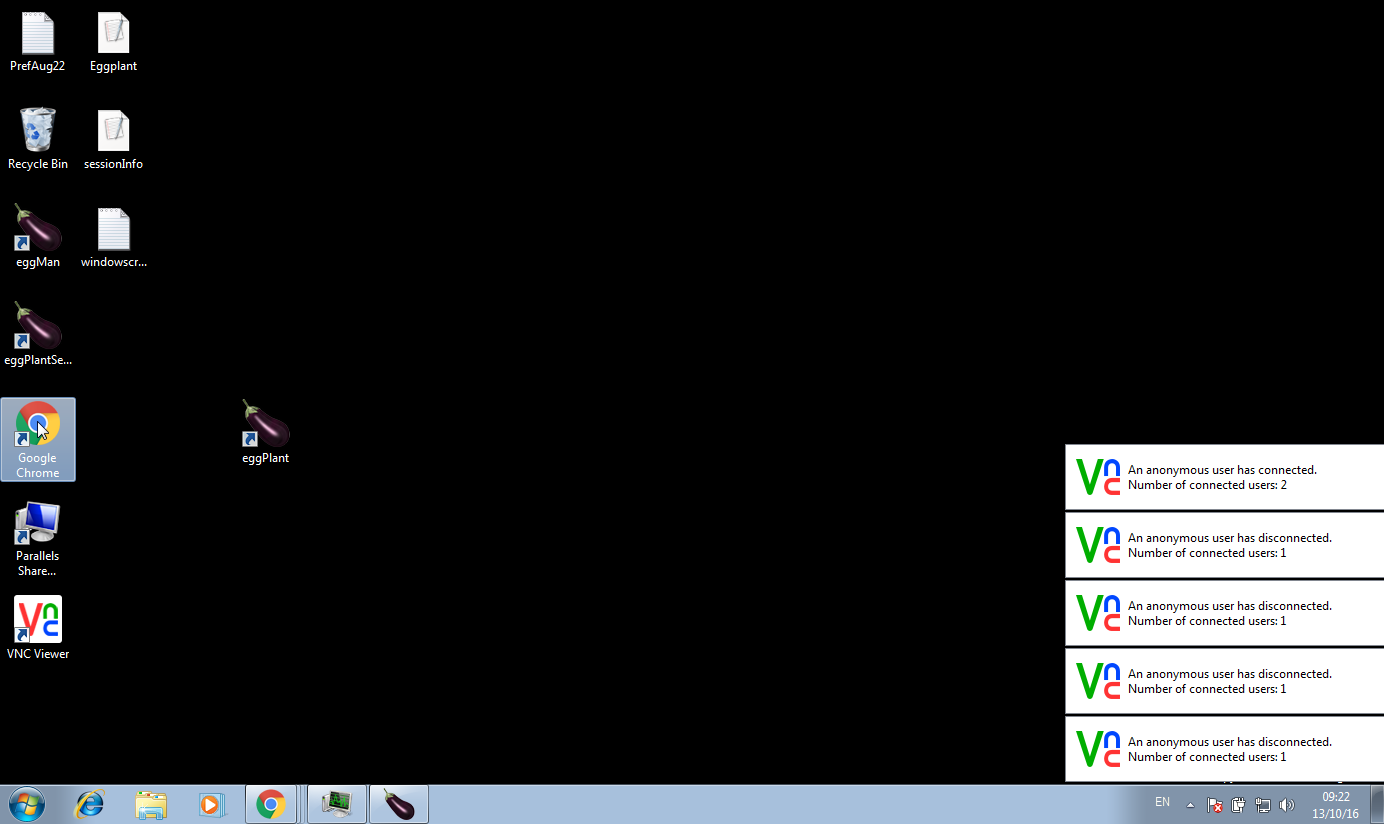 PrefAug22
Eggplant
Recycle Bin
sessionInfo
eggMan
windowscr...
eggPlantSe...
Google
Chrome
eggPlant
Parallels
Share...
VNC Viewer
An anonymous user has connected.
Number of connected users: 2
An anonymous user has disconnected.
Number of connected users: 1
An anonymous user has disconnected.
Number of connected users: 1
An anonymous user has disconnected.
Number of connected users: 1
An anonymous user has disconnected.
Number of connected users: 1
EN
09:22
13/10/16